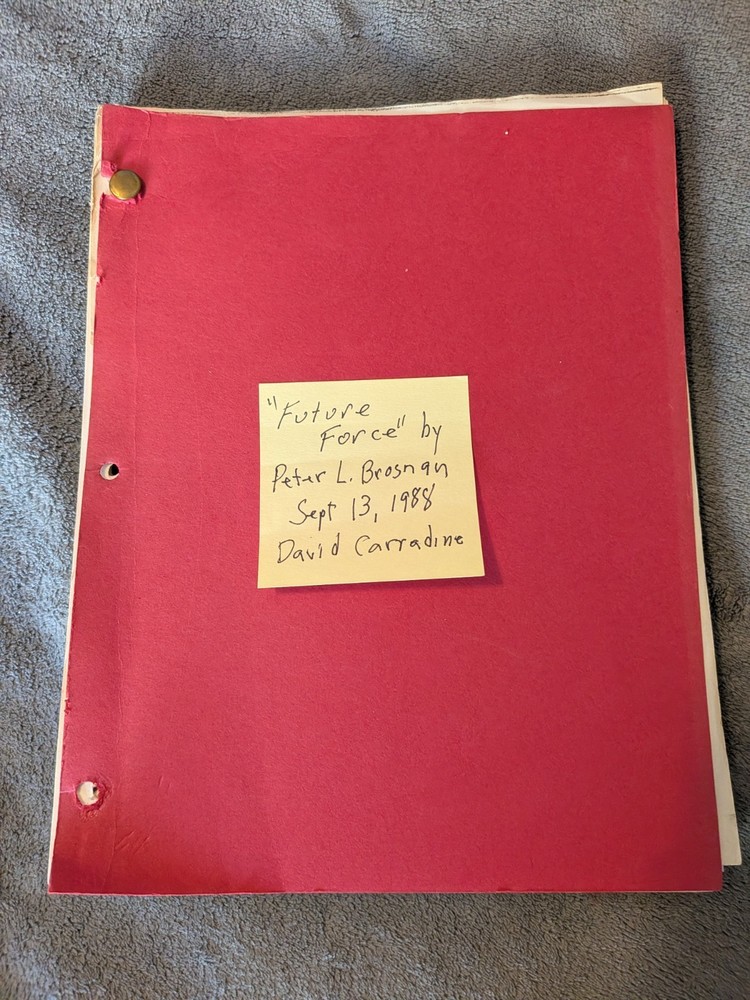 "Future
Force" by
Peter L. Brosnan
Sept 13, 1988
David Carradine